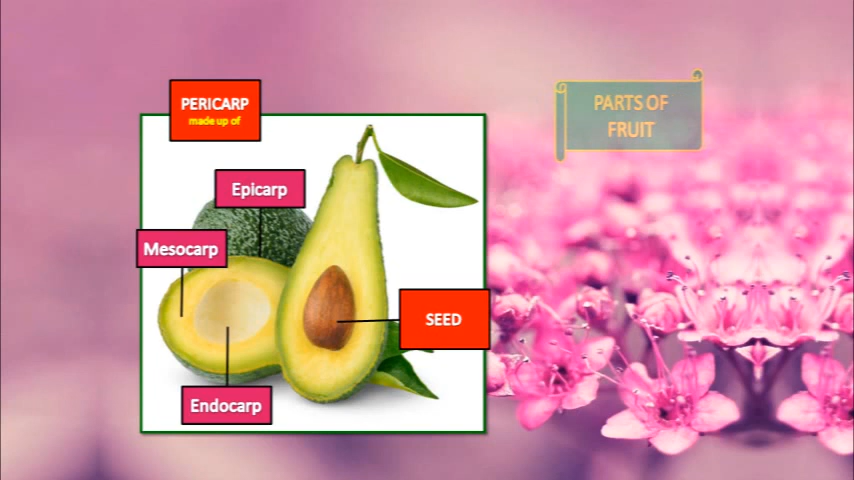 PERICARP
made up of
PARTS OF
FRUIT
Epicarp
Mesocarp
SEED
Endocarp